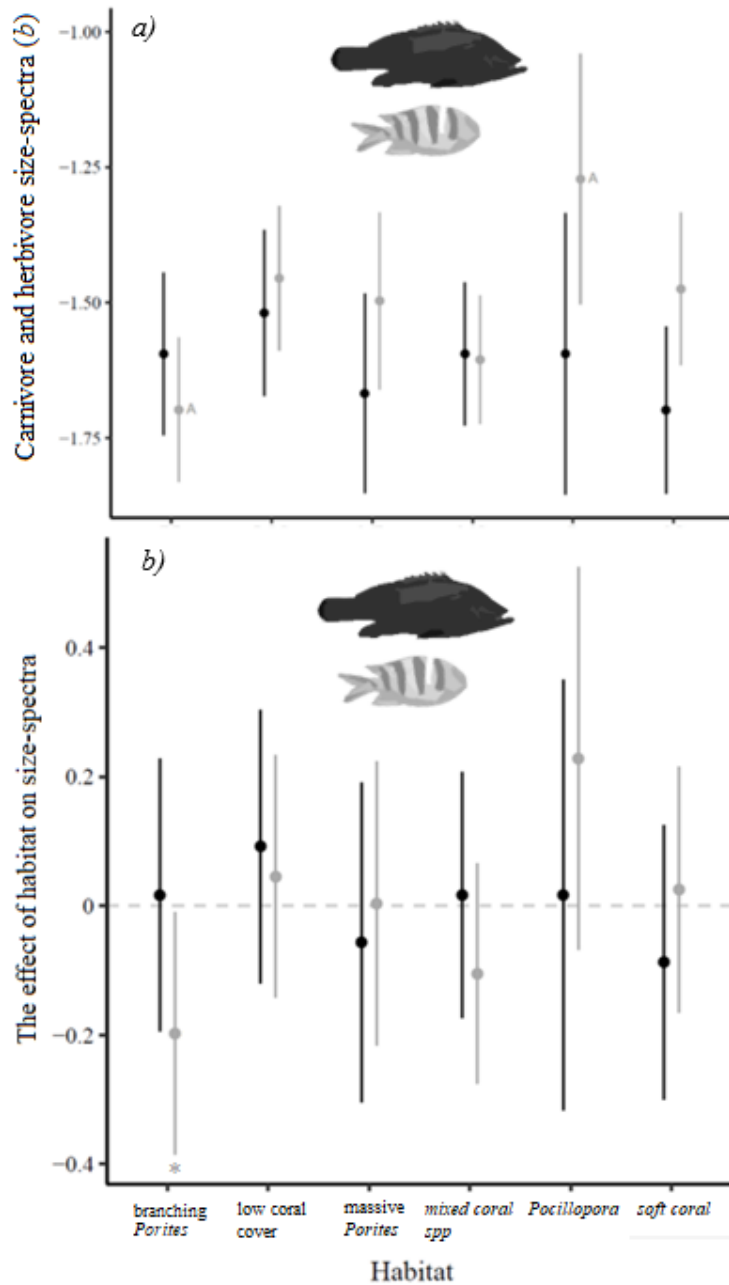 a)
Carnivore and herbivore size-spectra (b)
−1.00
−1.25
−1.50
−1.75
A
A
b)
The effect of habitat on size-spectra
0.4
0.2
0
−0.2
−0.4
*
branching
Porites
low coral
cover
massive
Porites
mixed coral
spp
Pocillopora
soft coral
Habitat